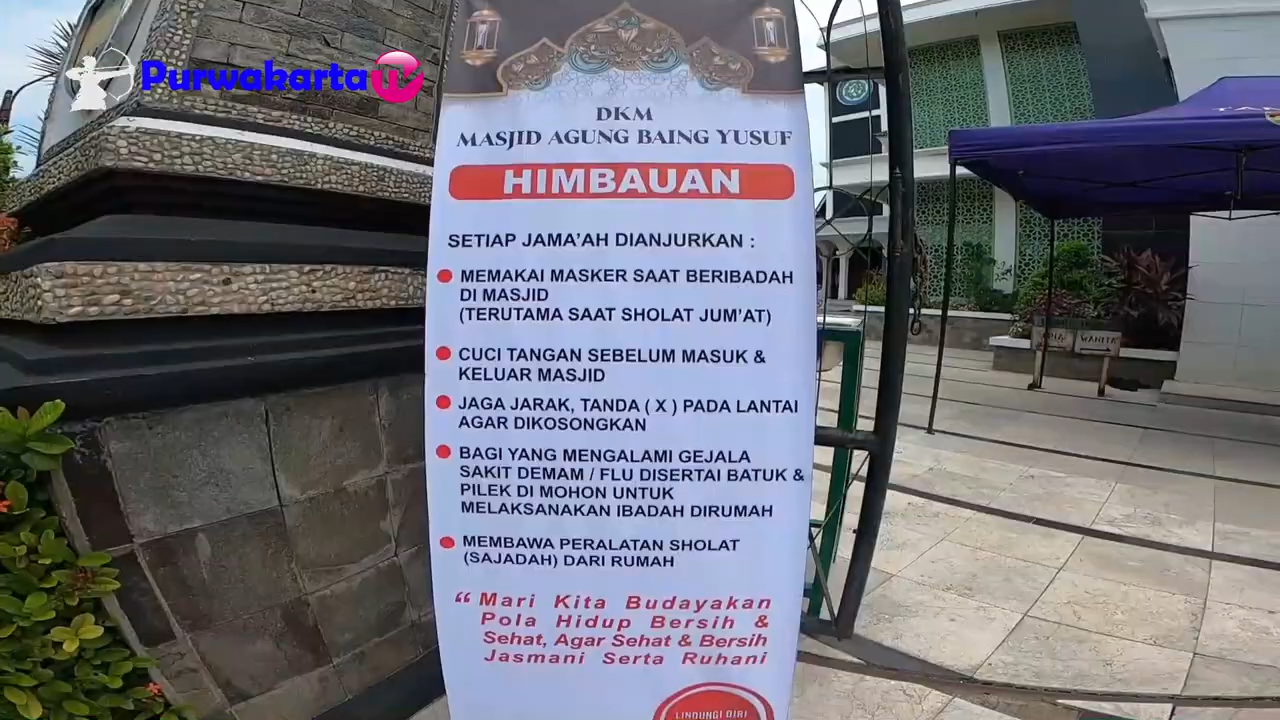 Purwakarta TV
DKM
MASJID AGUNG BAING YUSUF
HIMBAUAN
SETIAP JAMA'AH DIANJURKAN :
MEMAKAI MASKER SAAT BERIBADAH
DI MASJID
(TERUTAMA SAAT SHOLAT JUM'AT)
CUCI TANGAN SEBELUM MASUK &
KELUAR MASJID
JAGA JARAK, TANDA ( X ) PADA LANTAI
AGAR DIKOSONGKAN
BAGI YANG MENGALAMI GEJALA
SAKIT DEMAM / FLU DISERTAI BATUK &
PILEK DI MOHON UNTUK
MELAKSANAKAN IBADAH DIRUMAH
MEMBAWA PERALATAN SHOLAT
(SAJADAH) DARI RUMAH
“ Mari Kita Budayakan
Pola Hidup Bersih &
Sehat, Agar Sehat & Bersih
Jasmani Serta Ruhani
LINDUNGI DIRI
WANITA